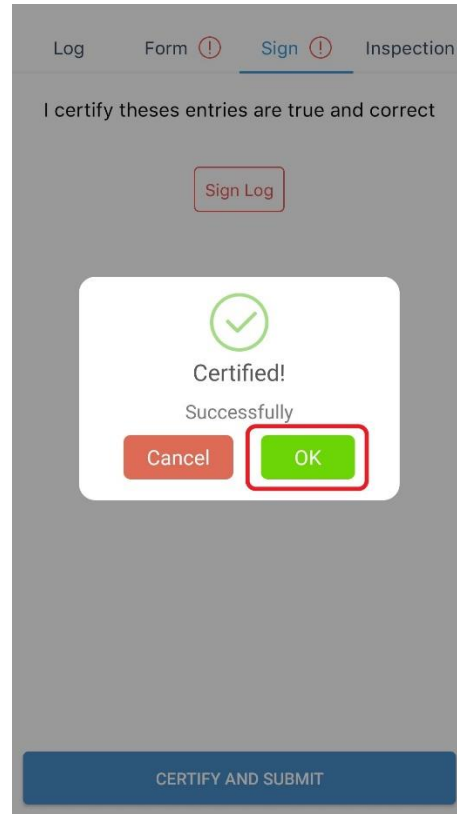 Log Form ! Sign ! Inspection
I certify theses entries are true and correct
Sign Log
Certified!
Successfully
Cancel OK
CERTIFY AND SUBMIT